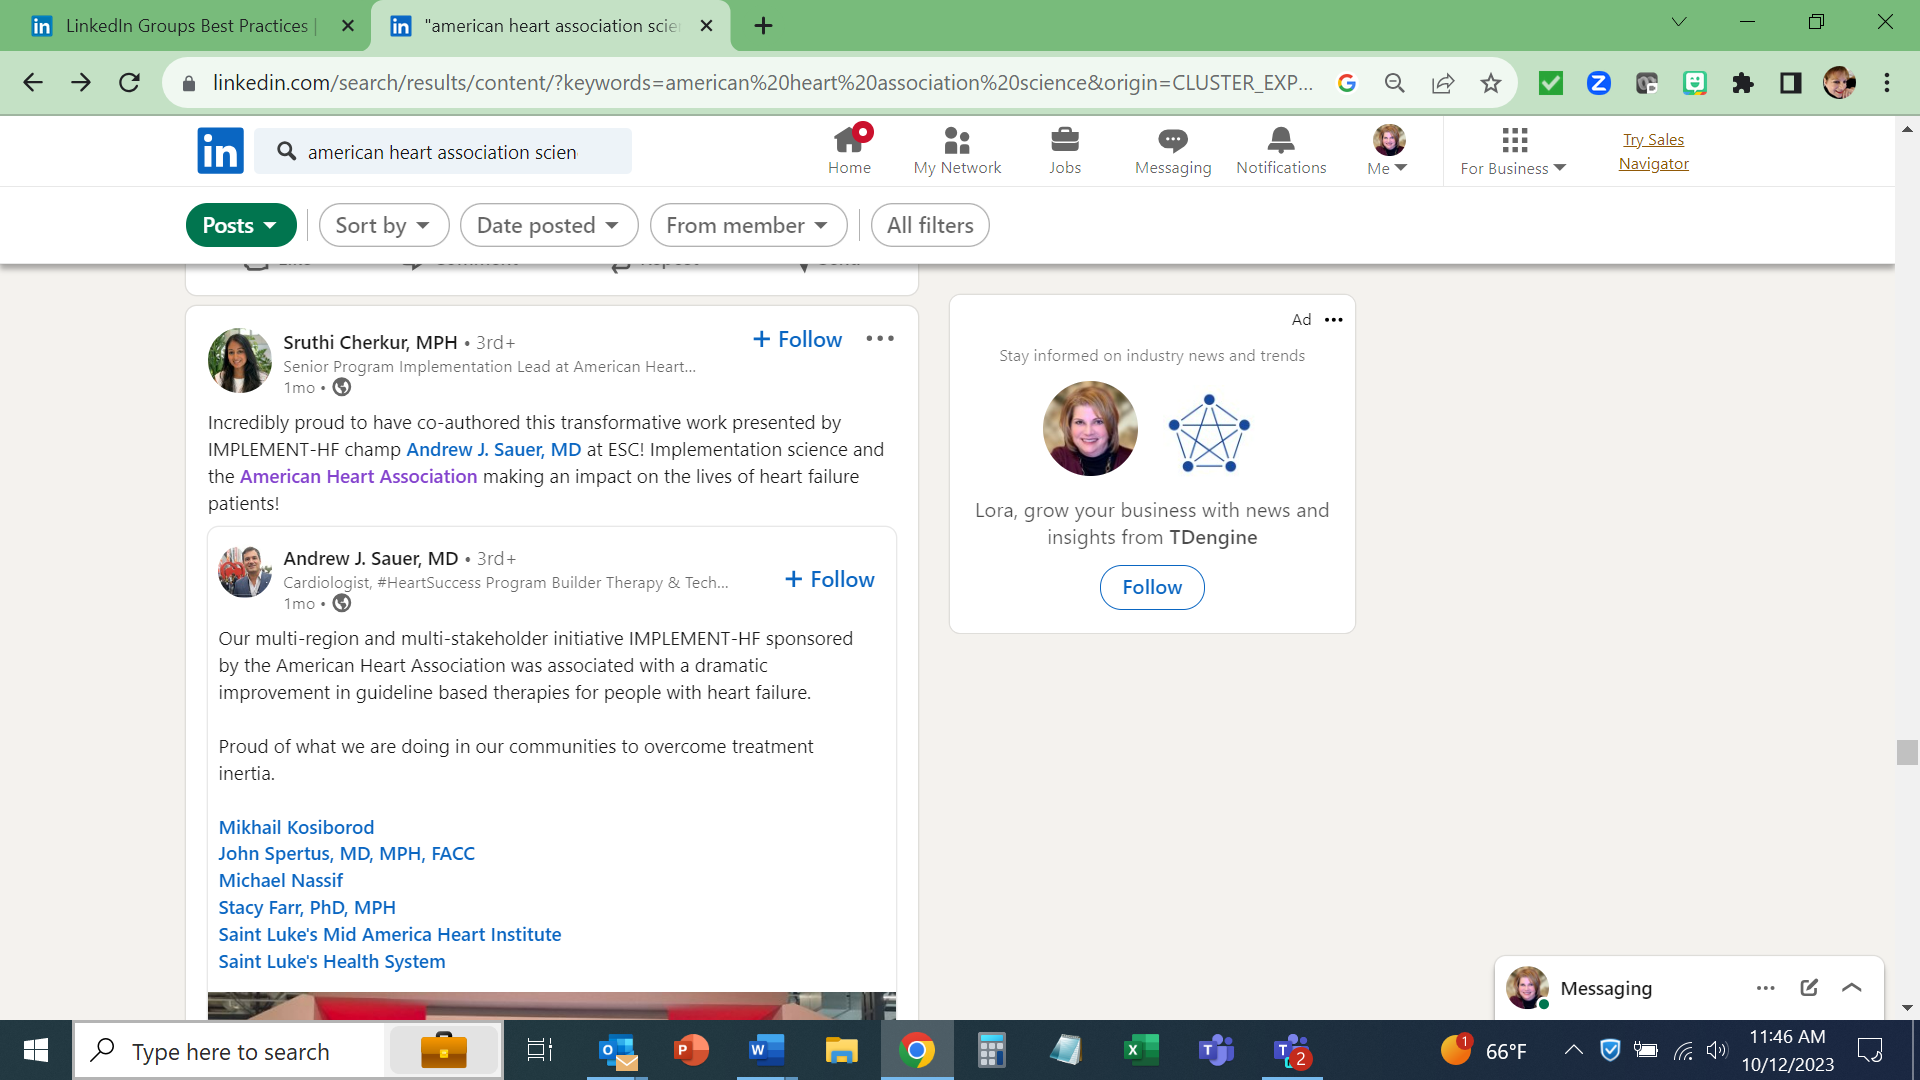 LinkedIn Groups Best Practices |
"american heart association scie
linkedin.com/search/results/content/?keywords=american%20heart%20association%20science&origin=CLUSTER_EXP...
in
american heart association scien
Home
My Network
Jobs
Messaging
Notifications
Me
For Business
Try Sales
Navigator
Posts
Sort by
Date posted
From member
All filters
Like
Comment
Repost
Send
Sruthi Cherkur, MPH • 3rd+
+ Follow
Senior Program Implementation Lead at American Heart...
1mo •
Incredibly proud to have co-authored this transformative work presented by
IMPLEMENT-HF champ Andrew J. Sauer, MD at ESC! Implementation science and
the American Heart Association making an impact on the lives of heart failure
patients!
Andrew J. Sauer, MD • 3rd+
+ Follow
Cardiologist, #HeartSuccess Program Builder Therapy & Tech...
1mo •
Our multi-region and multi-stakeholder initiative IMPLEMENT-HF sponsored
by the American Heart Association was associated with a dramatic
improvement in guideline based therapies for people with heart failure.
Proud of what we are doing in our communities to overcome treatment
inertia.
Mikhail Kosiborod
John Spertus, MD, MPH, FACC
Michael Nassif
Stacy Farr, PhD, MPH
Saint Luke's Mid America Heart Institute
Saint Luke's Health System
Ad
Stay informed on industry news and trends
Lora, grow your business with news and
insights from TDengine
Follow
Messaging
Type here to search
2
1
66°F
11:46 AM
10/12/2023